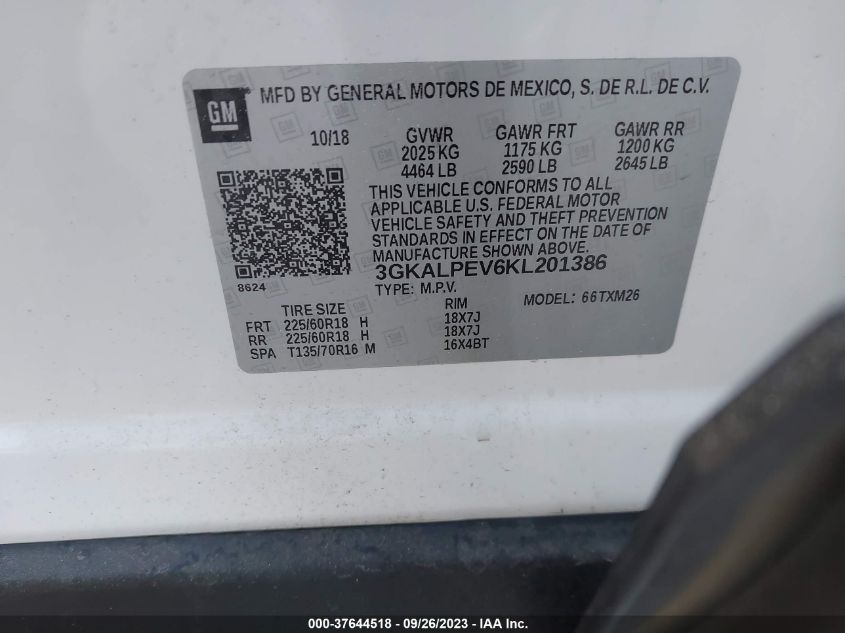 GM
MFD BY GENERAL MOTORS DE MEXICO, S. DE R.L. DE C.V.
10/18 GVWR GAWR FRT GAWR RR
2025 KG 1175 KG 1200 KG
4464 LB 2590 LB 2645 LB
THIS VEHICLE CONFORMS TO ALL
APPLICABLE U.S. FEDERAL MOTOR
VEHICLE SAFETY AND THEFT PREVENTION
STANDARDS IN EFFECT ON THE DATE OF
MANUFACTURE SHOWN ABOVE.
3GKALPEV6KL201386
8624
TYPE: M.P.V. MODEL: 66TXM26
TIRE SIZE RIM
FRT 225/60R18 H 18X7J
RR 225/60R18 H 18X7J
SPA T135/70R16 M 16X4BT
000-37644518 - 09/26/2023 - Copyright © 2023 IAA, Inc.